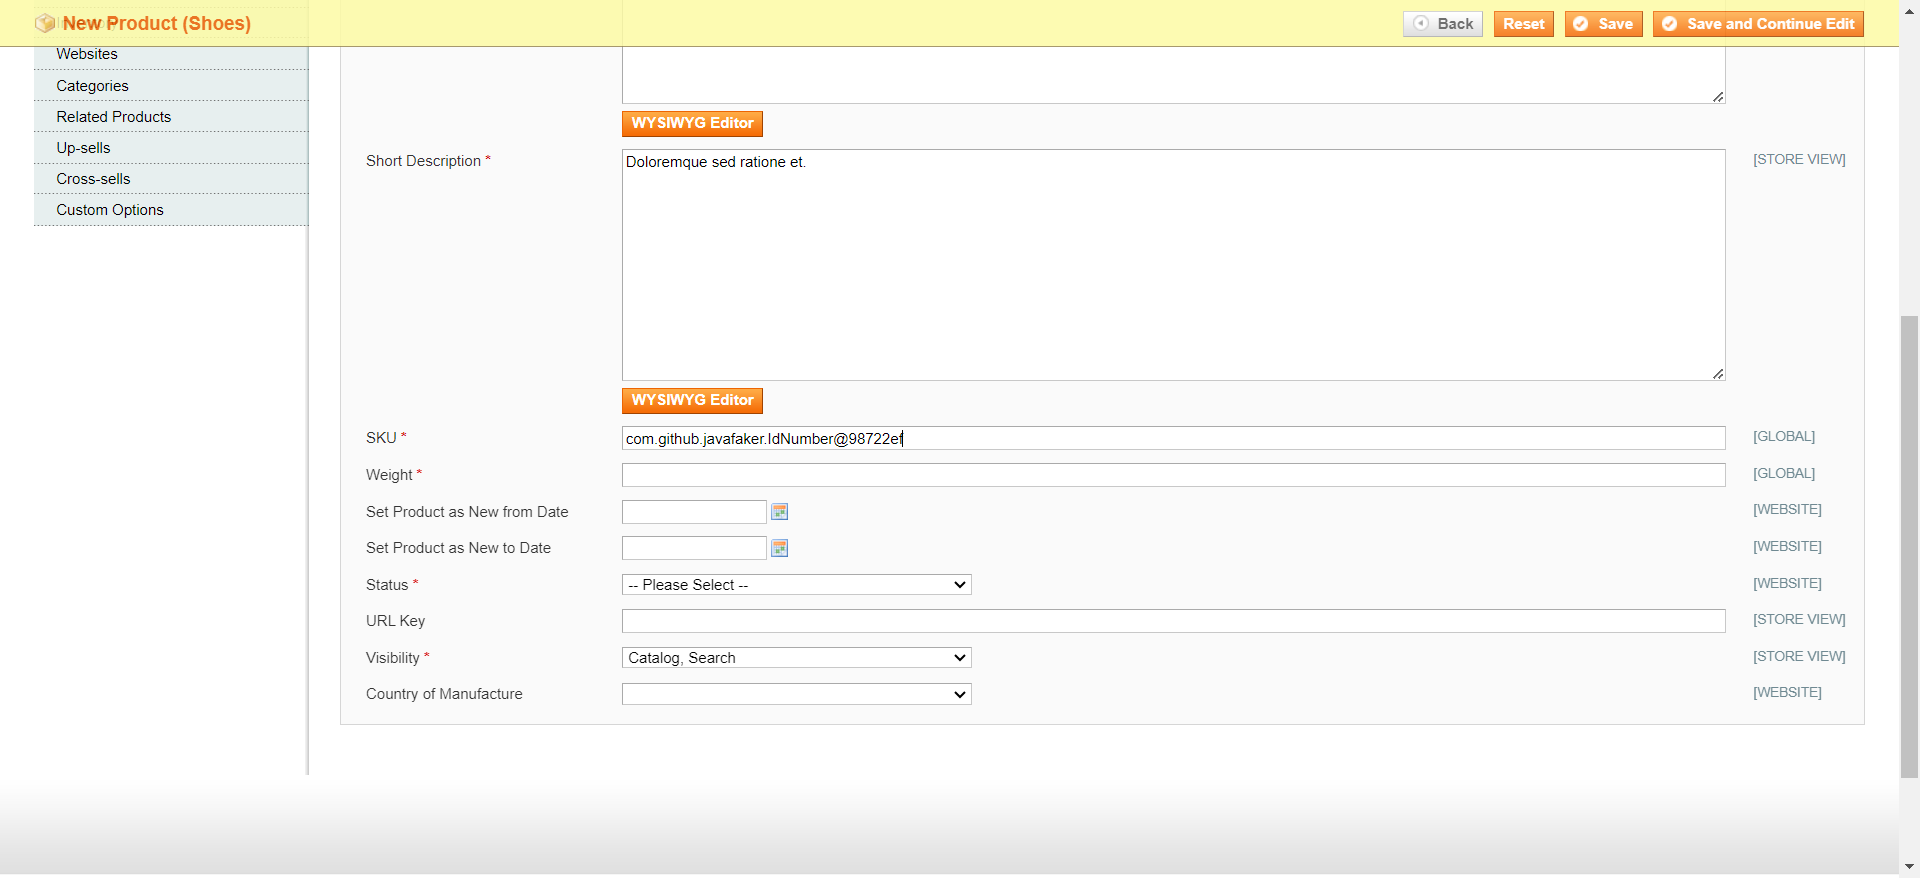 New Product (Shoes)
Back
Reset
Save
Save and Continue Edit
Websites
Categories
Related Products
Up-sells
Cross-sells
Custom Options
WYSIWYG Editor
Short Description *
Doloremque sed ratione et.
[STORE VIEW]
WYSIWYG Editor
SKU *
com.github.javafaker.IdNumber@98722ef
[GLOBAL]
Weight *
[GLOBAL]
Set Product as New from Date
[WEBSITE]
Set Product as New to Date
[WEBSITE]
Status *
-- Please Select --
[WEBSITE]
URL Key
[STORE VIEW]
Visibility *
Catalog, Search
[STORE VIEW]
Country of Manufacture
[WEBSITE]